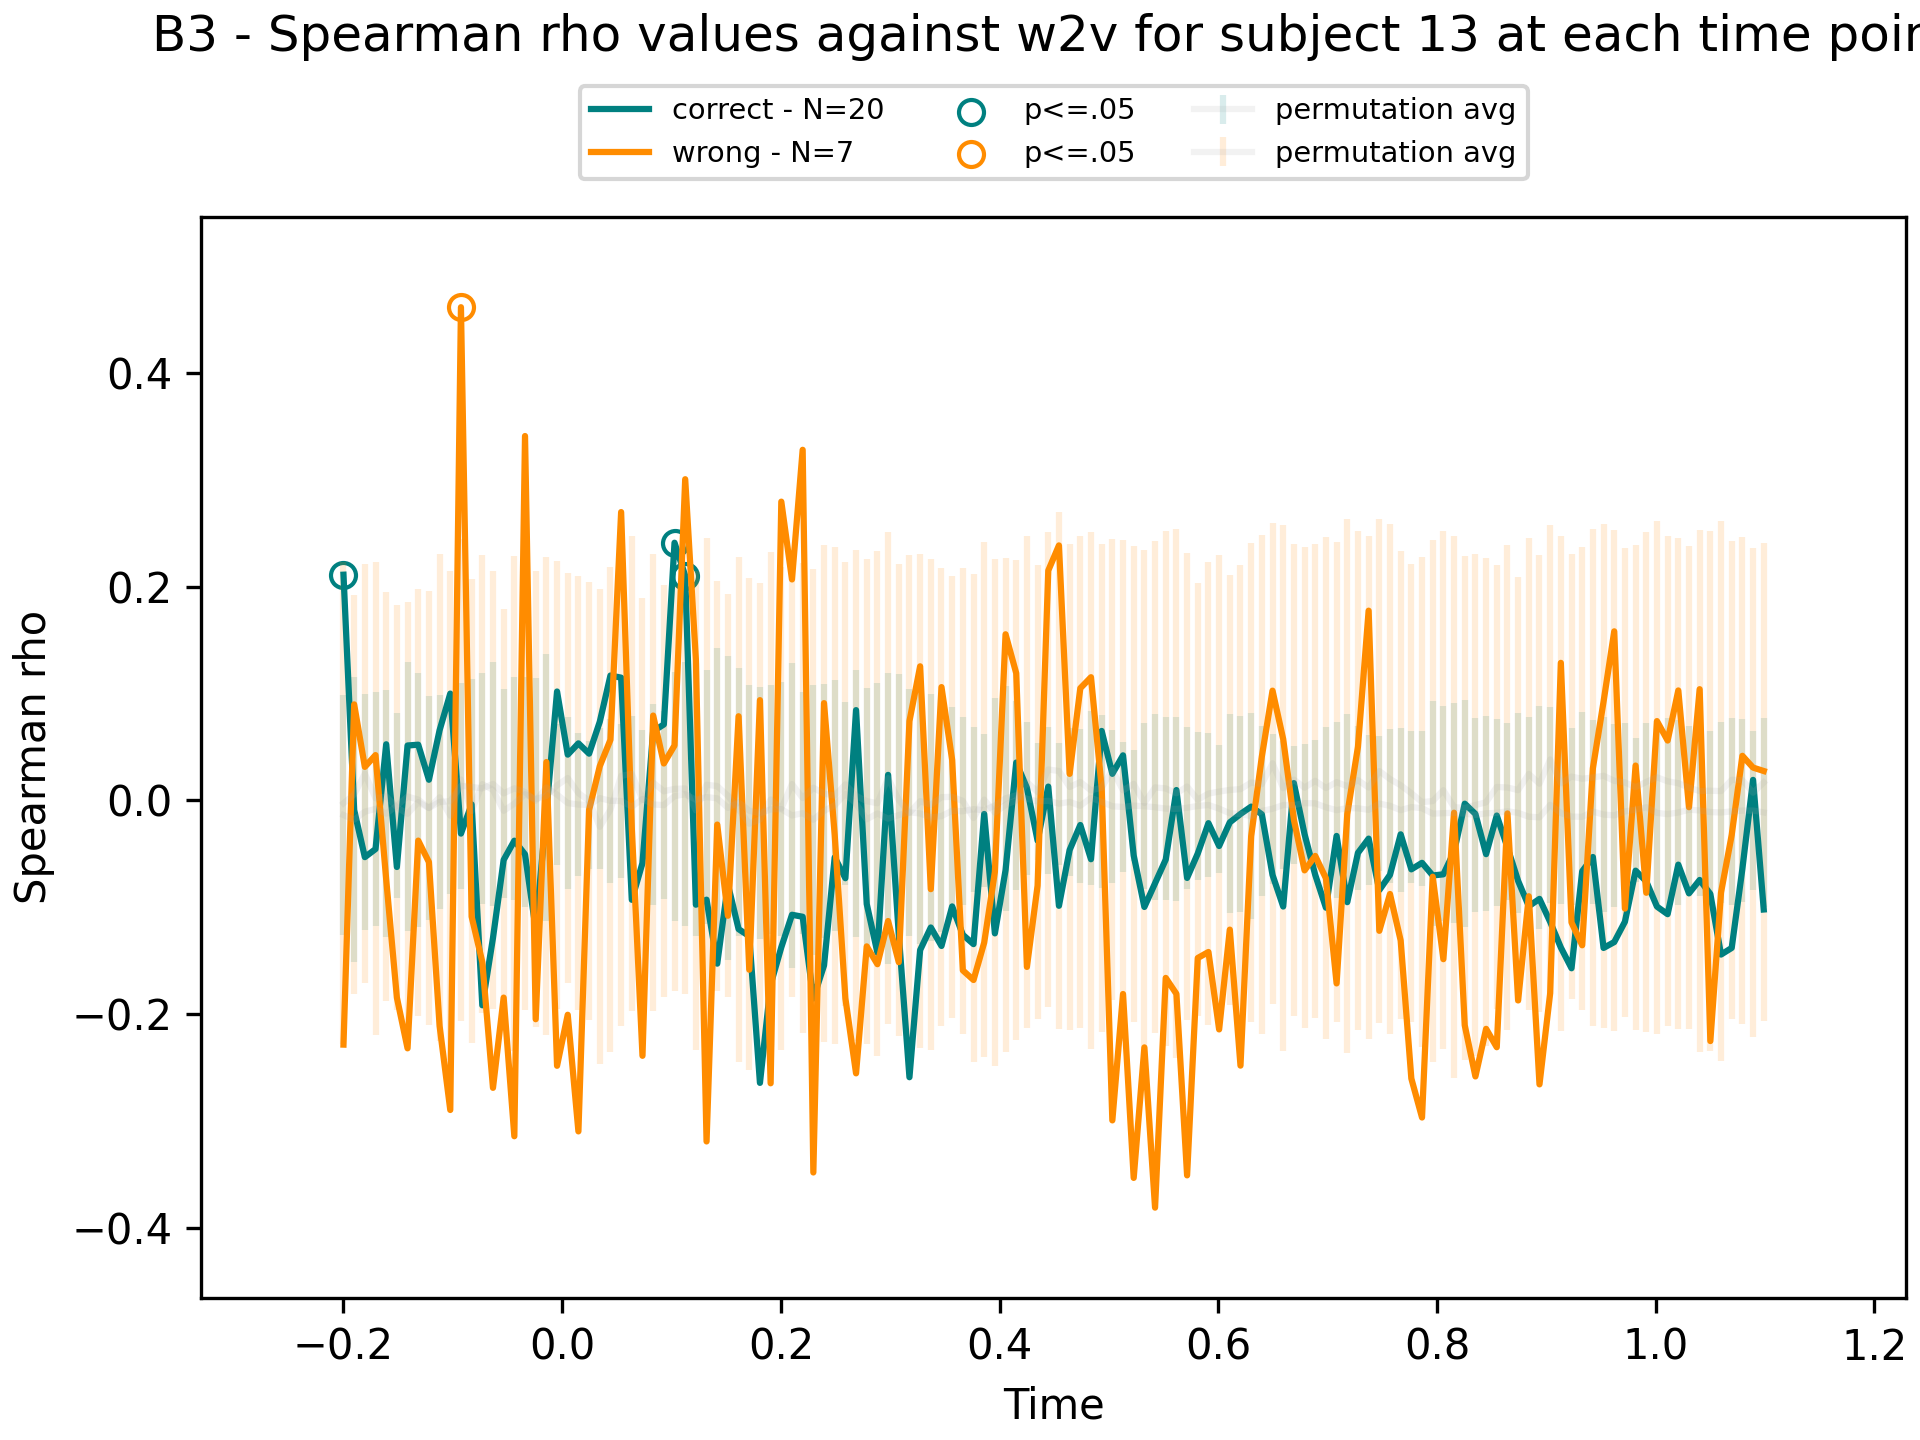 B3 - Spearman rho values against w2v for subject 13 at each time
correct - N=20 p<=.05 permutation avg
wrong - N=7 p<=.05 permutation avg
Spearman rho
0.4
0.2
0.0
−0.2
−0.4
−0.2 0.0 0.2 0.4 0.6 0.8 1.0 1.2
Time